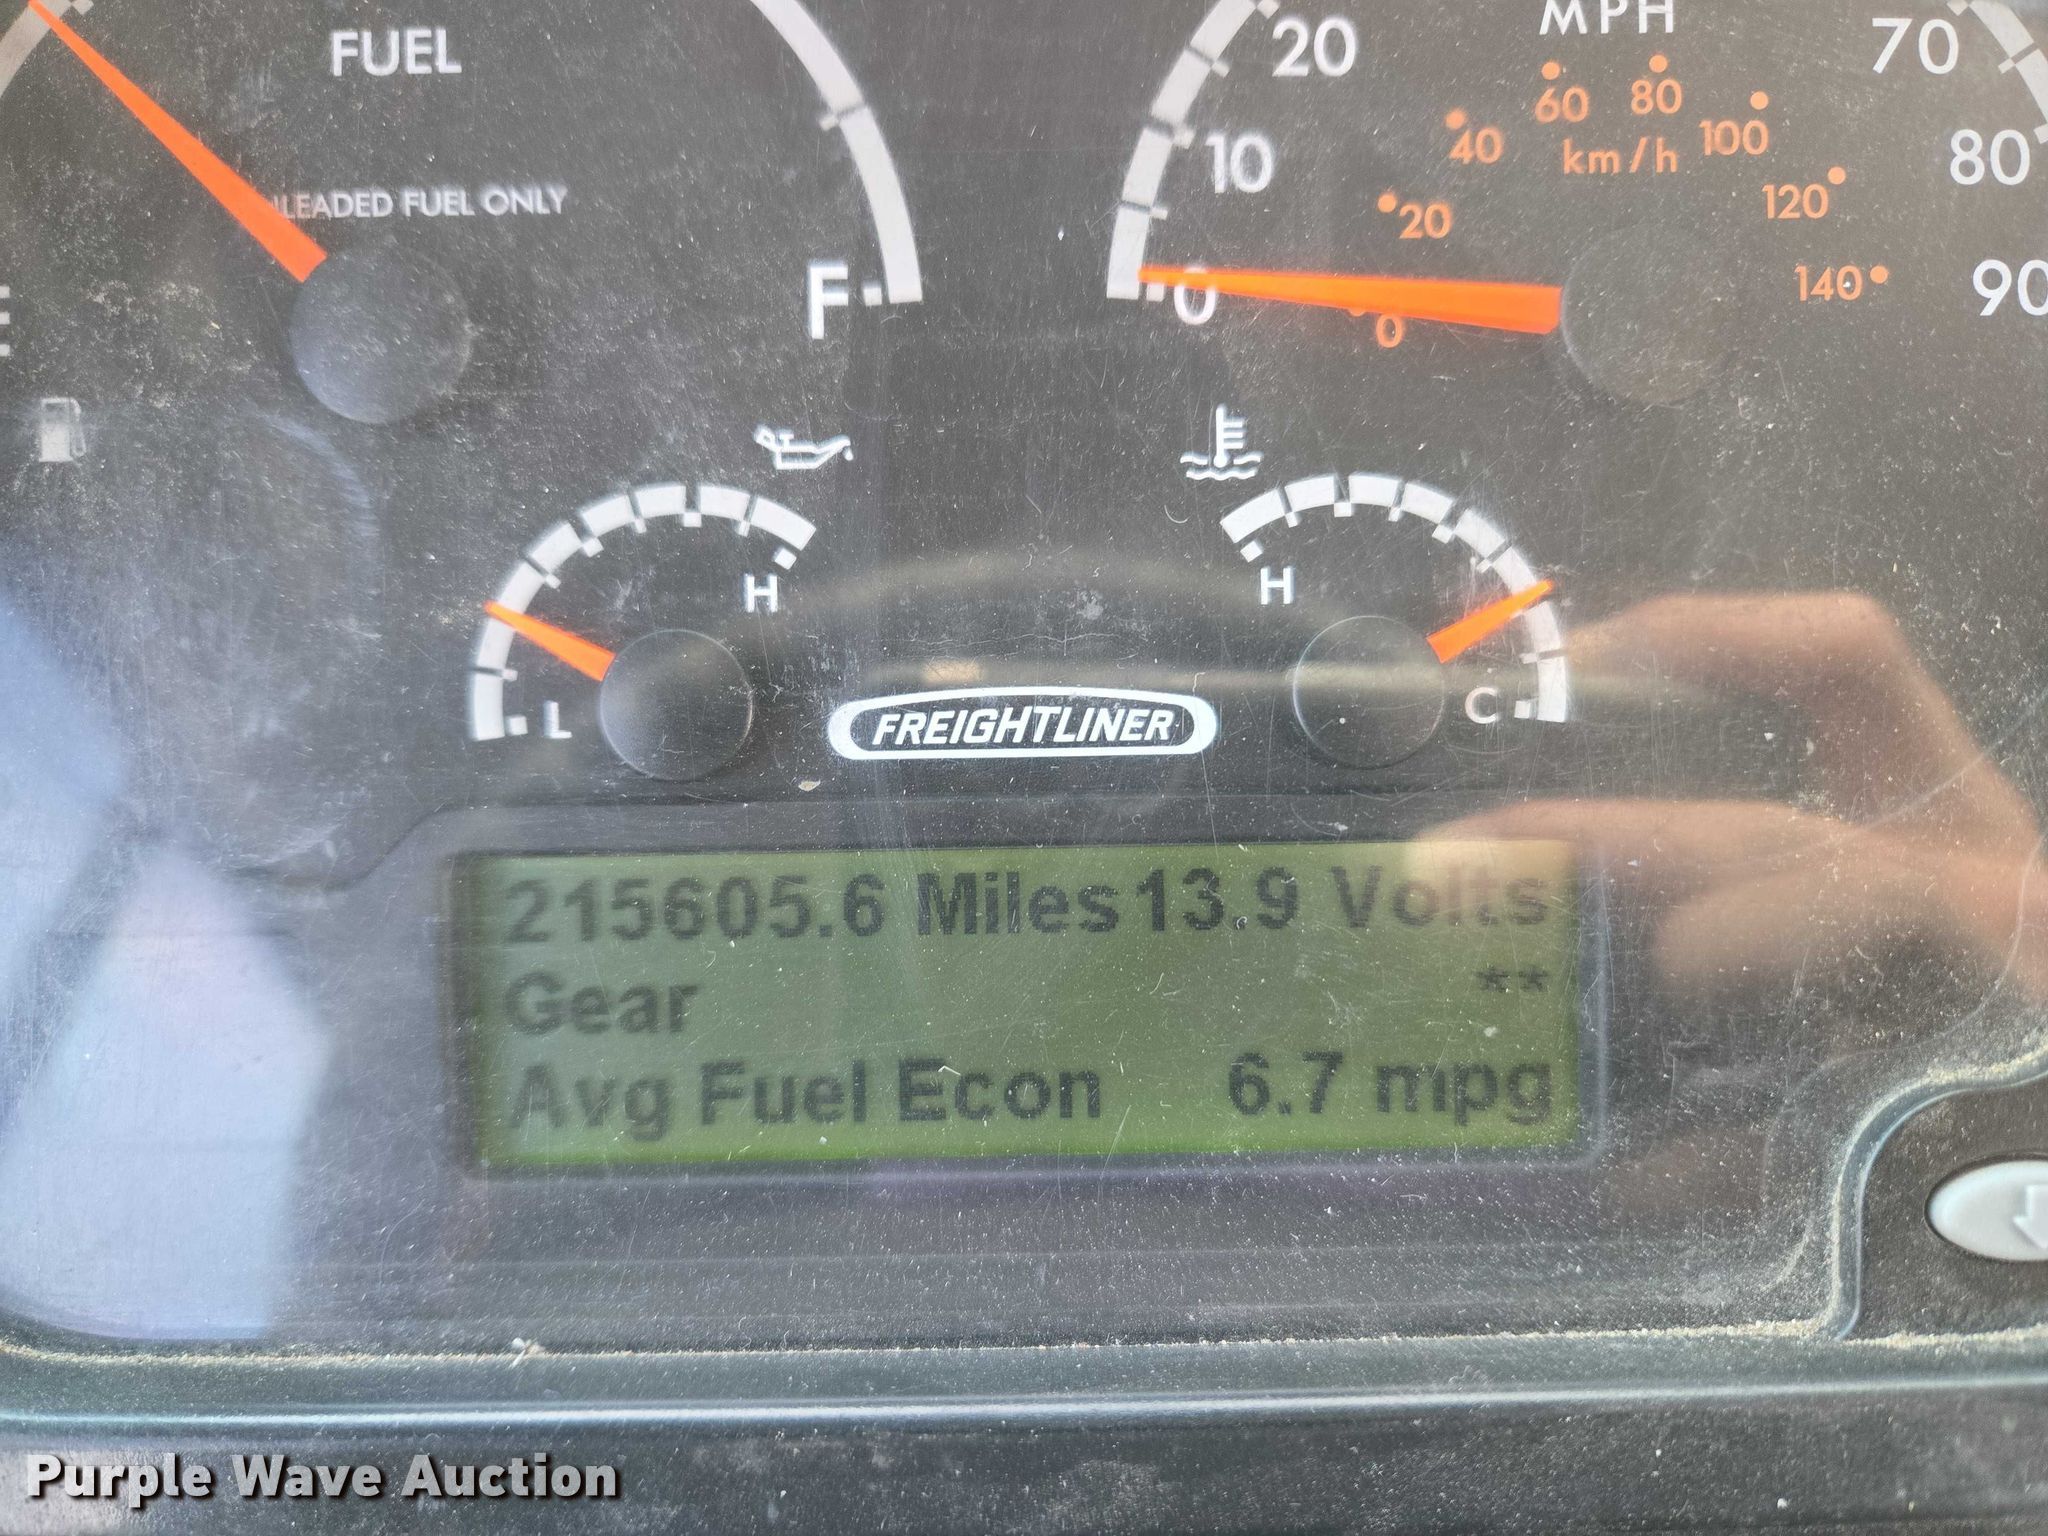 FUEL
LEADED FUEL ONLY
E
F
MPH
20
10
0
70
80
90
60
80
40
100
km/h
120
20
140
0
H
L
H
C
FREIGHTLINER
215605.6 Miles 13.9 Volts
Gear **
Avg Fuel Econ 6.7 mpg
Purple Wave Auction